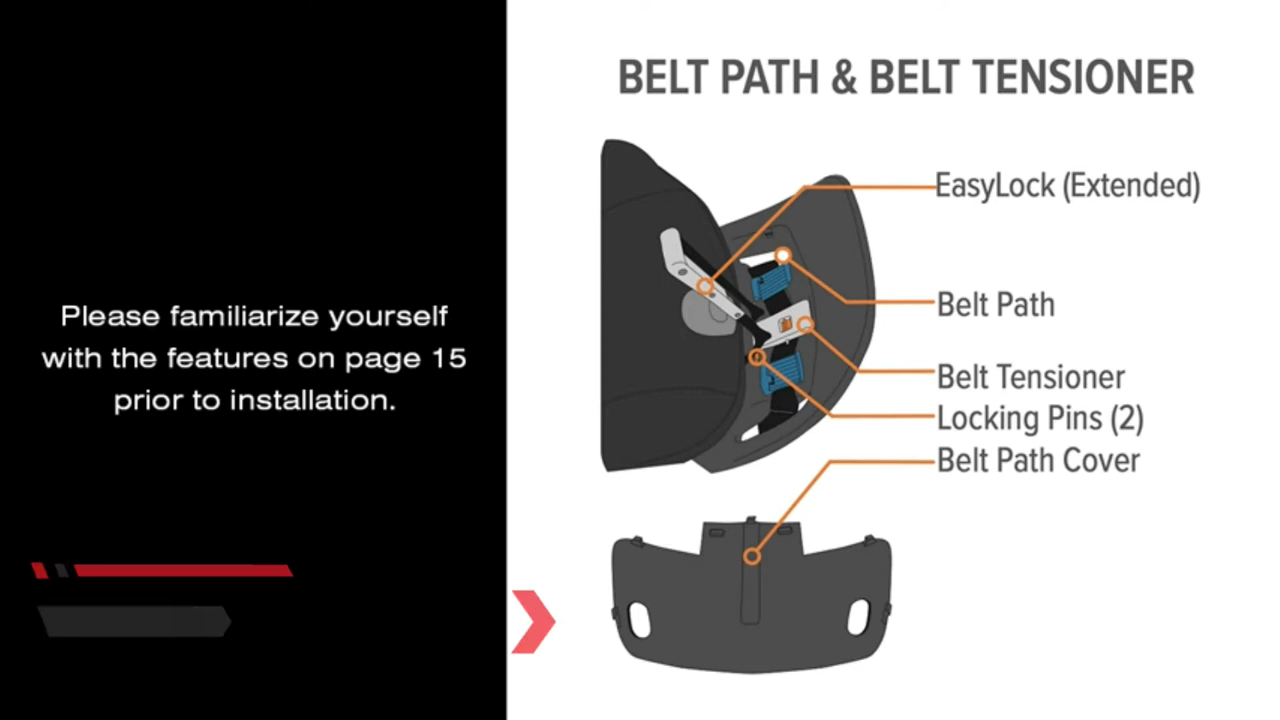 Please familiarize yourself
with the features on page 15
prior to installation.
BELT PATH & BELT TENSIONER
EasyLock (Extended)
Belt Path
Belt Tensioner
Locking Pins (2)
Belt Path Cover